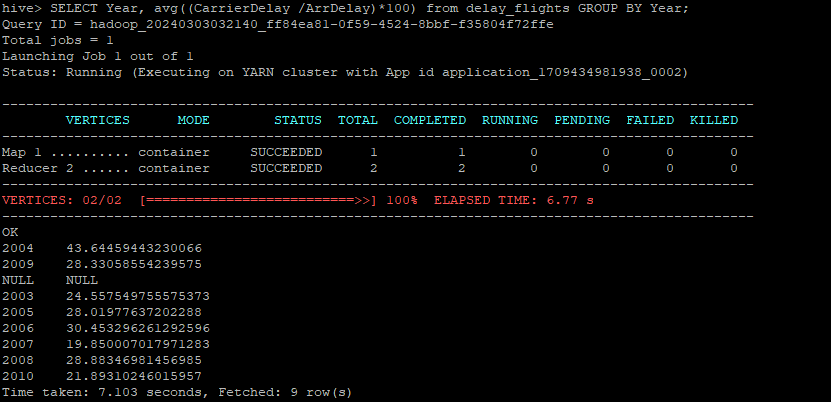 hive> SELECT Year, avg((CarrierDelay /ArrDelay)*100) from delay_flights GROUP BY Year;
Query ID = hadoop_20240303032140_ff84ea81-0f59-4524-8bbf-f35804f72ffe
Total jobs = 1
Launching Job 1 out of 1
Status: Running (Executing on YARN cluster with App id application_1709434981938_0002)
----------------------------------------------------------------------------------------------
        VERTICES      MODE        STATUS  TOTAL  COMPLETED  RUNNING  PENDING  FAILED  KILLED
----------------------------------------------------------------------------------------------
Map 1 .......... container     SUCCEEDED      1          1        0        0       0       0
Reducer 2 ...... container     SUCCEEDED      2          2        0        0       0       0
----------------------------------------------------------------------------------------------
VERTICES: 02/02  [==========================>>] 100%  ELAPSED TIME: 6.77 s
----------------------------------------------------------------------------------------------
OK
2004    43.64459443230066
2009    28.33058554239575
NULL    NULL
2003    24.557549755575373
2005    28.01977637202288
2006    30.453296261292596
2007    19.850007017971283
2008    28.88346981456985
2010    21.89310246015957
Time taken: 7.103 seconds, Fetched: 9 row(s)